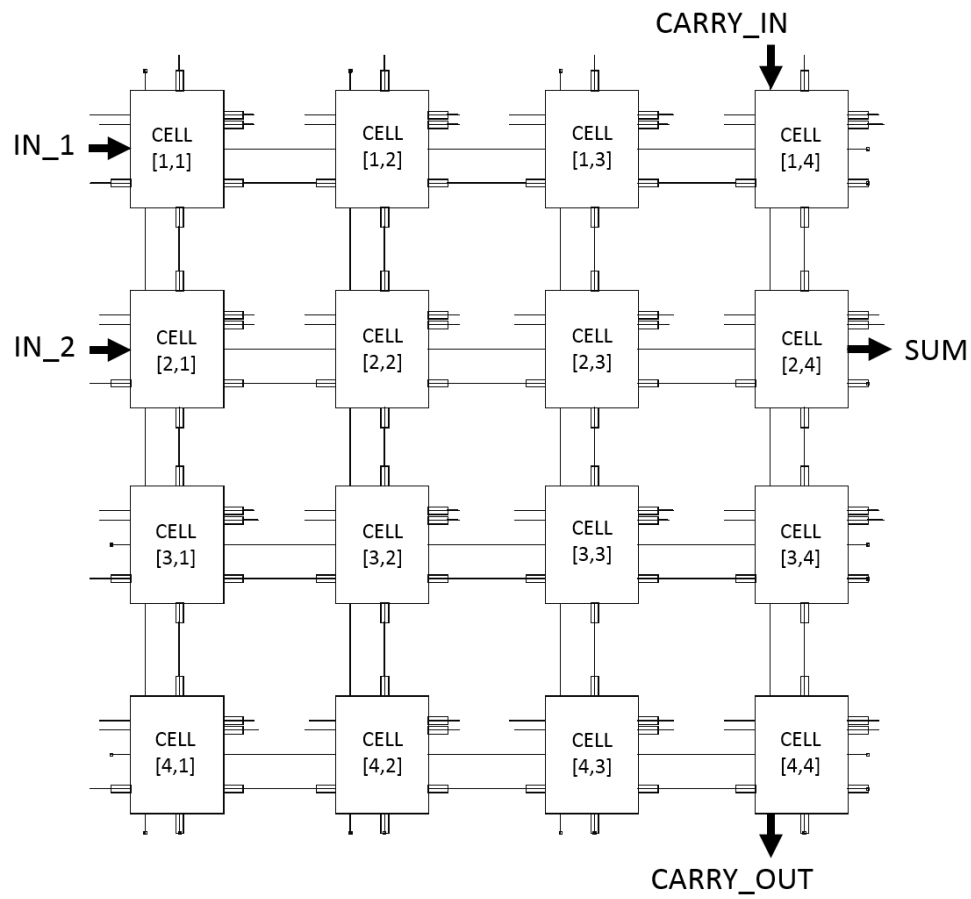 CARRY_IN
IN_1
CELL
[1,1]
CELL
[1,2]
CELL
[1,3]
CELL
[1,4]
IN_2
CELL
[2,1]
CELL
[2,2]
CELL
[2,3]
CELL
[2,4]
SUM
CELL
[3,1]
CELL
[3,2]
CELL
[3,3]
CELL
[3,4]
CELL
[4,1]
CELL
[4,2]
CELL
[4,3]
CELL
[4,4]
CARRY_OUT